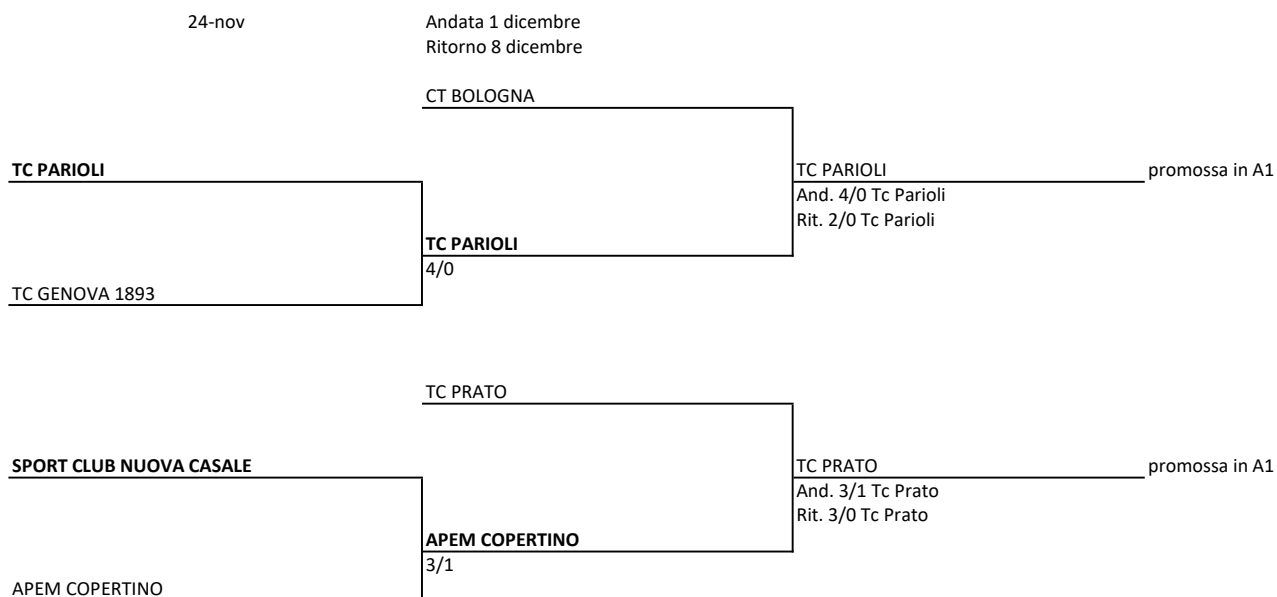 24-nov
Andata 1 dicembre
Ritorno 8 dicembre
CT BOLOGNA
TC PARIOLI
TC PARIOLI
promossa in A1
And. 4/0 Tc Parioli
Rit. 2/0 Tc Parioli
TC PARIOLI
4/0
TC GENOVA 1893
TC PRATO
SPORT CLUB NUOVA CASALE
TC PRATO
promossa in A1
And. 3/1 Tc Prato
Rit. 3/0 Tc Prato
APEM COPERTINO
3/1
APEM COPERTINO